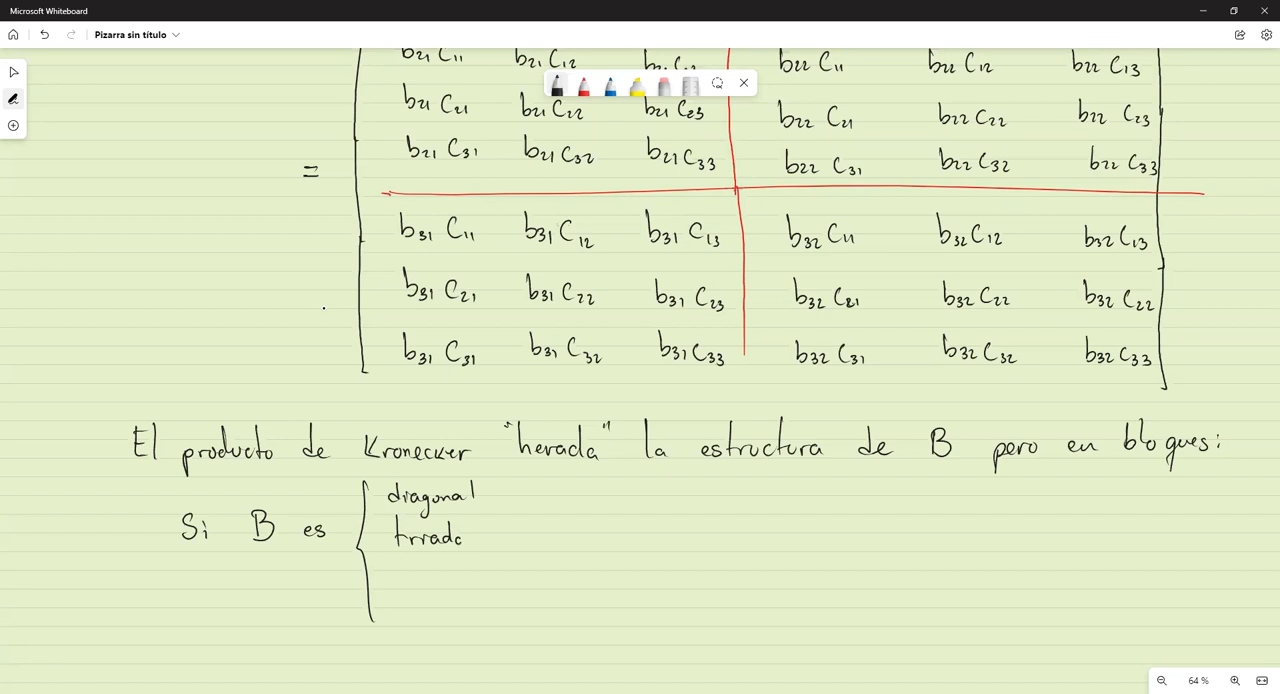 Microsoft Whiteboard
Pizarra sin título
b21 C11 b21 C12 b22 C11 b22 C12 b22 C13
b21 C21 b21 C22 b21 C23 b22 C21 b22 C22 b22 C23
b21 C31 b21 C32 b21 C33 b22 C31 b22 C32 b22 C33
=
b31 C11 b31 C12 b31 C13 b32 C11 b32 C12 b32 C13
b31 C21 b31 C22 b31 C23 b32 C21 b32 C22 b32 C22
b31 C31 b31 C32 b31 C33 b32 C31 b32 C32 b32 C33
El producto de Kronecker "herada" la estructura de B pero en bloques:
Si B es { diagonal
64 %